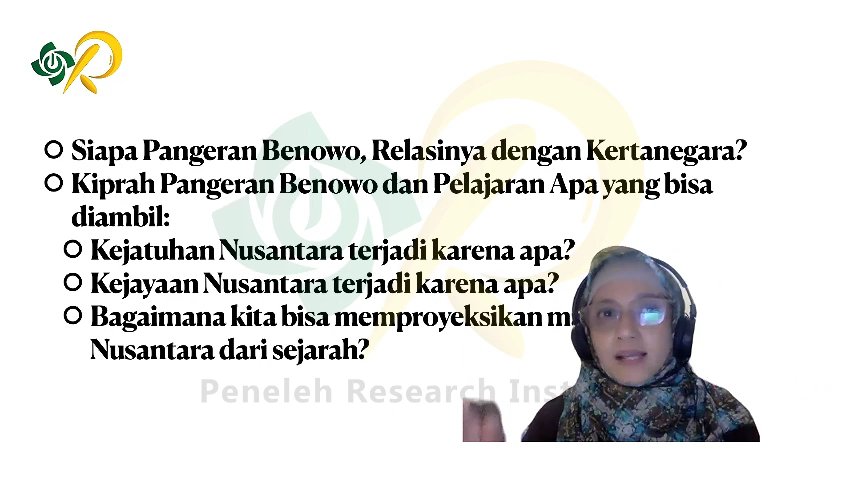 Siapa Pangeran Benowo, Relasinya dengan Kertanegara?
Kiprah Pangeran Benowo dan Pelajaran Apa yang bisa
diambil:
Kejatuhan Nusantara terjadi karena apa?
Kejayaan Nusantara terjadi karena apa?
Bagaimana kita bisa memproyeksikan
Nusantara dari sejarah?
Peneleh Research